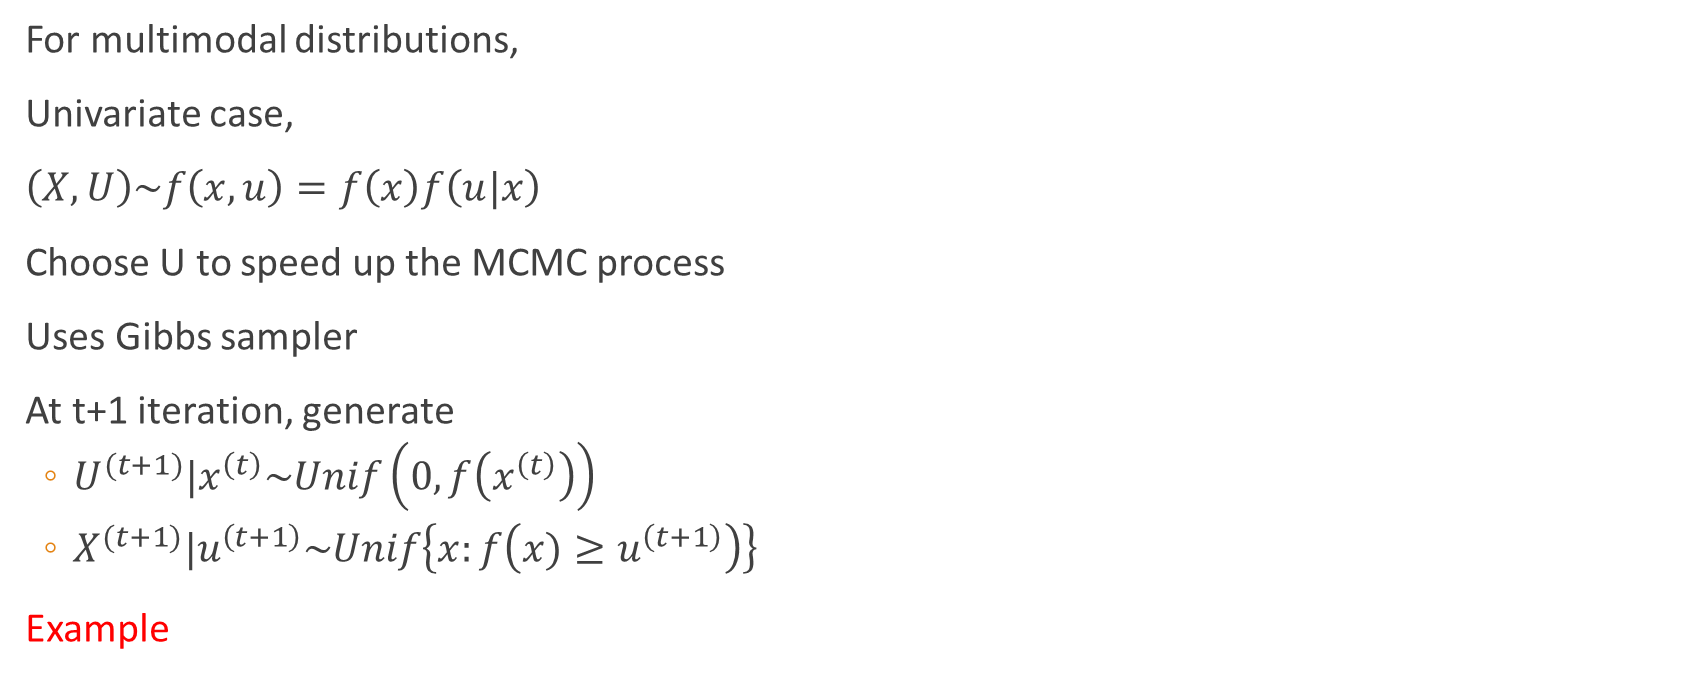 For multimodal distributions,
Univariate case,
(X, U)~f(x, u) = f(x)f(u|x)
Choose U to speed up the MCMC process
Uses Gibbs sampler
At t+1 iteration, generate
◦ U^(t+1)|x^(t)~Unif(0, f(x^(t)))
◦ X^(t+1)|u^(t+1)~Unif{x: f(x) ≥ u^(t+1))}
Example